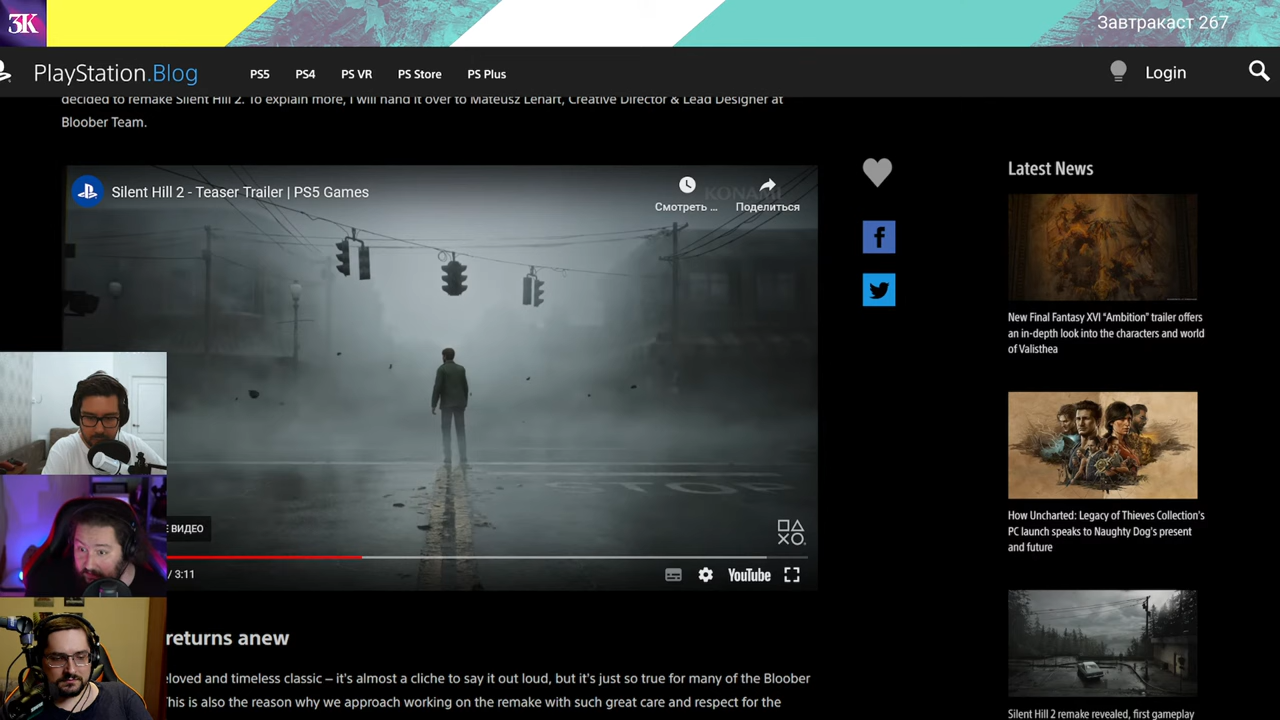 3K
Завтракаст 267
PlayStation.Blog
PS5
PS4
PS VR
PS Store
PS Plus
Login
decided to remake Silent Hill 2. To explain more, I will hand it over to Mateusz Lenart, Creative Director & Lead Designer at
Bloober Team.
Silent Hill 2 - Teaser Trailer | PS5 Games
KONAMI
Смотреть ...
Поделиться
STOP
Е ВИДЕО
/ 3:11
YouTube
returns anew
eloved and timeless classic – it's almost a cliche to say it out loud, but it's just so true for many of the Bloober
This is also the reason why we approach working on the remake with such great care and respect for the
Latest News
New Final Fantasy XVI “Ambition” trailer offers
an in-depth look into the characters and world
of Valisthea
How Uncharted: Legacy of Thieves Collection's
PC launch speaks to Naughty Dog's present
and future
Silent Hill 2 remake revealed, first gameplay